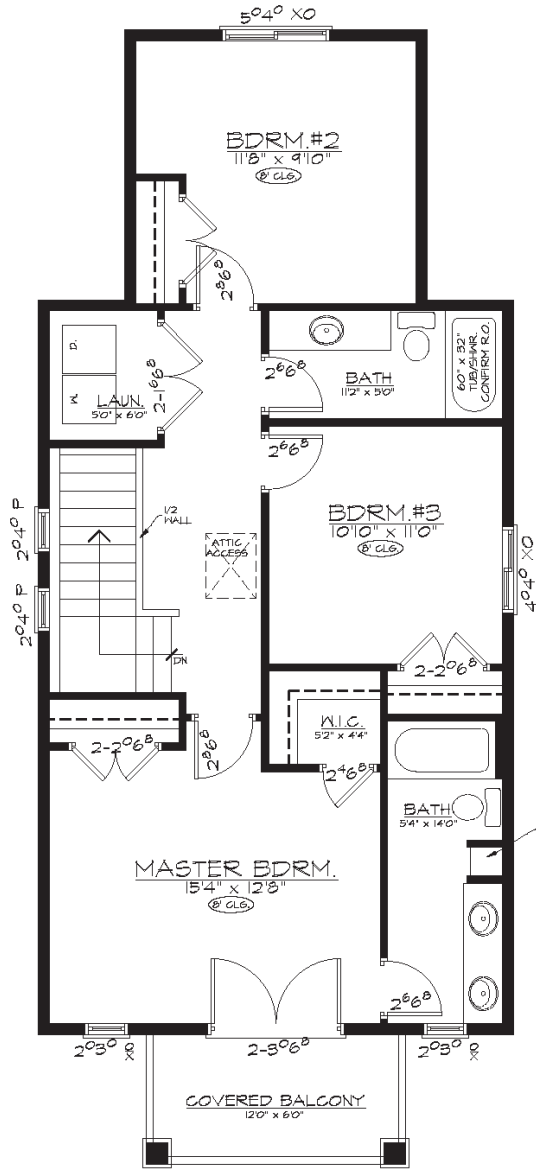 5⁰4⁰ XO
BDRM.#2
11'8" x 9'10"
8' CLG.
2⁸6⁸
D.
W.
LAUN.
5'0" x 6'0"
2-1⁶6⁸
2⁶6⁸
BATH
11'2" x 5'0"
60" x 32"
TUB/SHWR.
CONFIRM R.O.
2⁶6⁸
BDRM.#3
10'10" x 11'0"
8' CLG.
1/2
WALL
ATTIC
ACCESS
2⁰4⁰ P
2⁰4⁰ P
4⁰4⁰ XO
DN
2-2⁰6⁸
W.I.C.
5'2" x 4'4"
2-2⁰6⁸
2⁸6⁸
2⁴6⁸
BATH
5'4" x 14'0"
MASTER BDRM.
15'4" x 12'8"
8' CLG.
2⁶6⁸
2⁰3⁰ XO
2-3⁰6⁸
2⁰3⁰ XO
COVERED BALCONY
12'0" x 6'0"